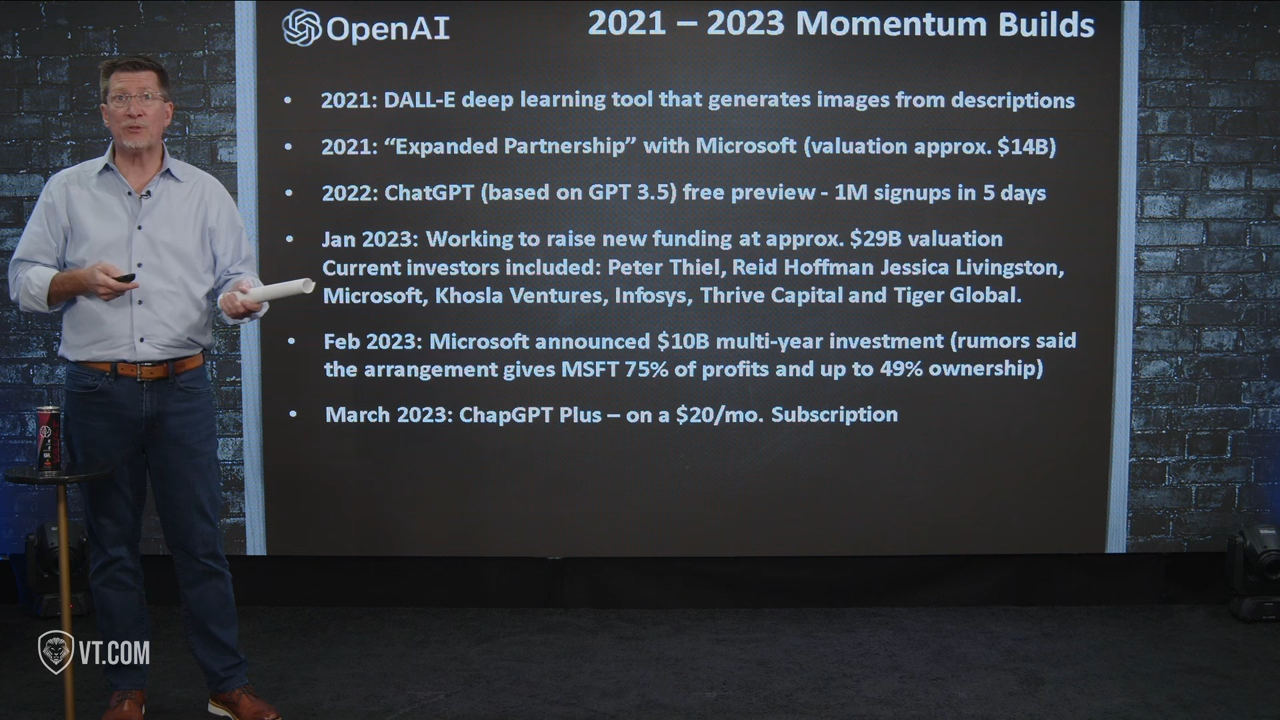 OpenAI
2021 – 2023 Momentum Builds
• 2021: DALL-E deep learning tool that generates images from descriptions
• 2021: “Expanded Partnership” with Microsoft (valuation approx. $14B)
• 2022: ChatGPT (based on GPT 3.5) free preview - 1M signups in 5 days
• Jan 2023: Working to raise new funding at approx. $29B valuation
Current investors included: Peter Thiel, Reid Hoffman Jessica Livingston,
Microsoft, Khosla Ventures, Infosys, Thrive Capital and Tiger Global.
• Feb 2023: Microsoft announced $10B multi-year investment (rumors said
the arrangement gives MSFT 75% of profits and up to 49% ownership)
• March 2023: ChapGPT Plus – on a $20/mo. Subscription
VT.COM